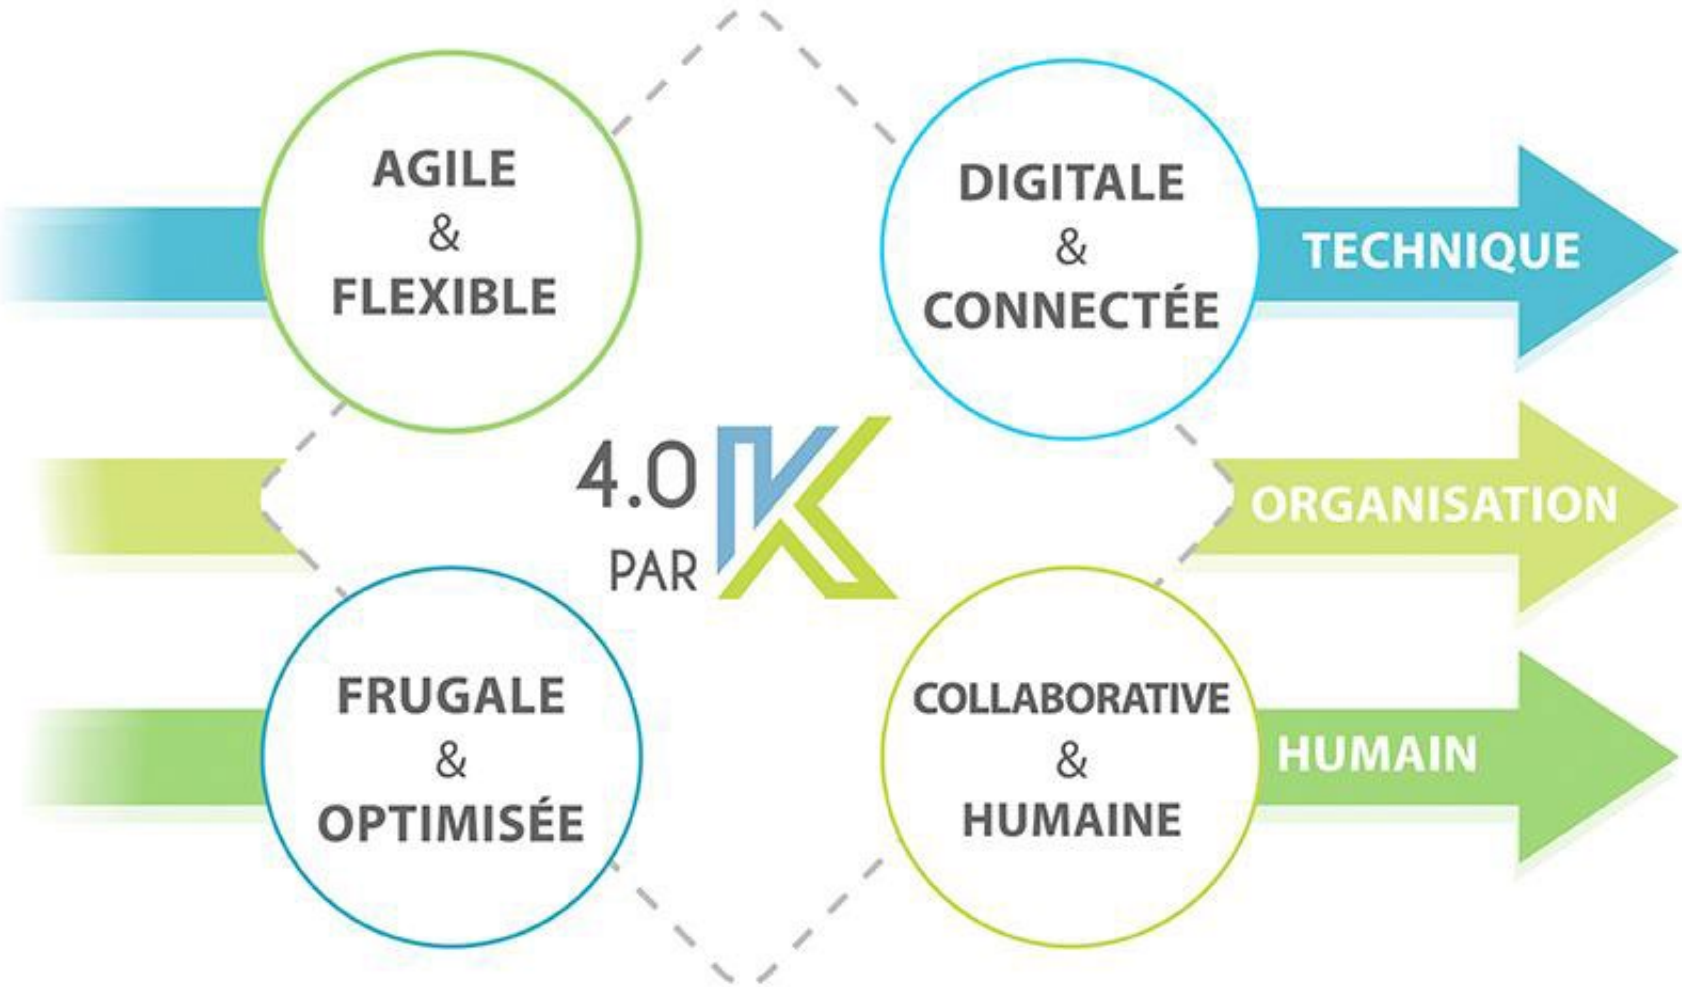 AGILE
&
FLEXIBLE
DIGITALE
&
CONNECTÉE
TECHNIQUE
4.0
PAR
K
ORGANISATION
FRUGALE
&
OPTIMISÉE
COLLABORATIVE
&
HUMAINE
HUMAIN